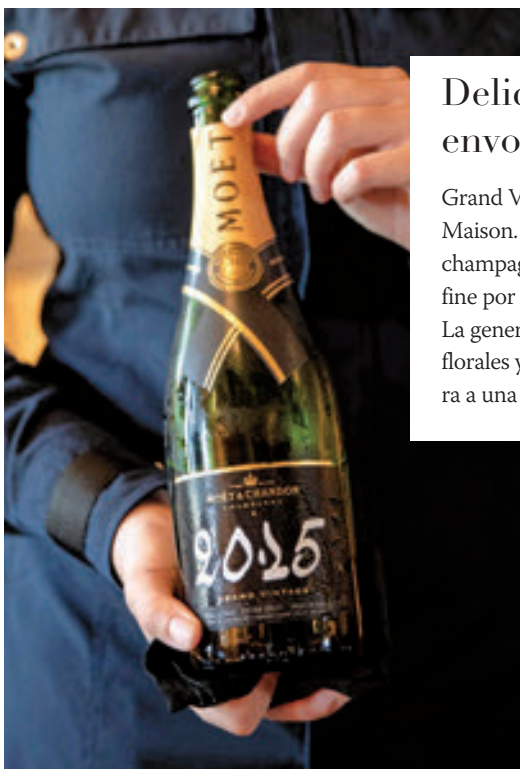 MOET
MOËT & CHANDON
2015
GRAND VINTAGE
Delic
envo
Grand V
Maison.
champag
fine por
La gener
florales y
ra a una